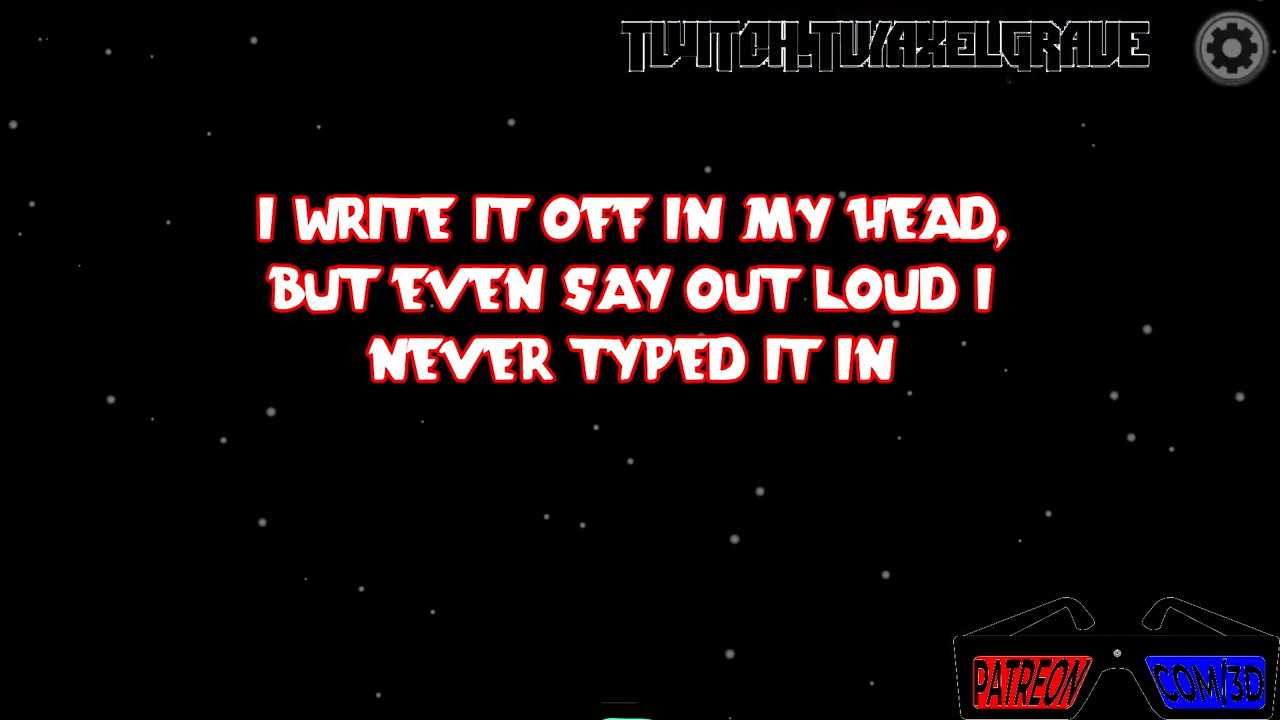 TWITCH.TV/AXELGRAVE
I WRITE IT OFF IN MY HEAD,
BUT EVEN SAY OUT LOUD I
NEVER TYPED IT IN
PATREON COM/3D